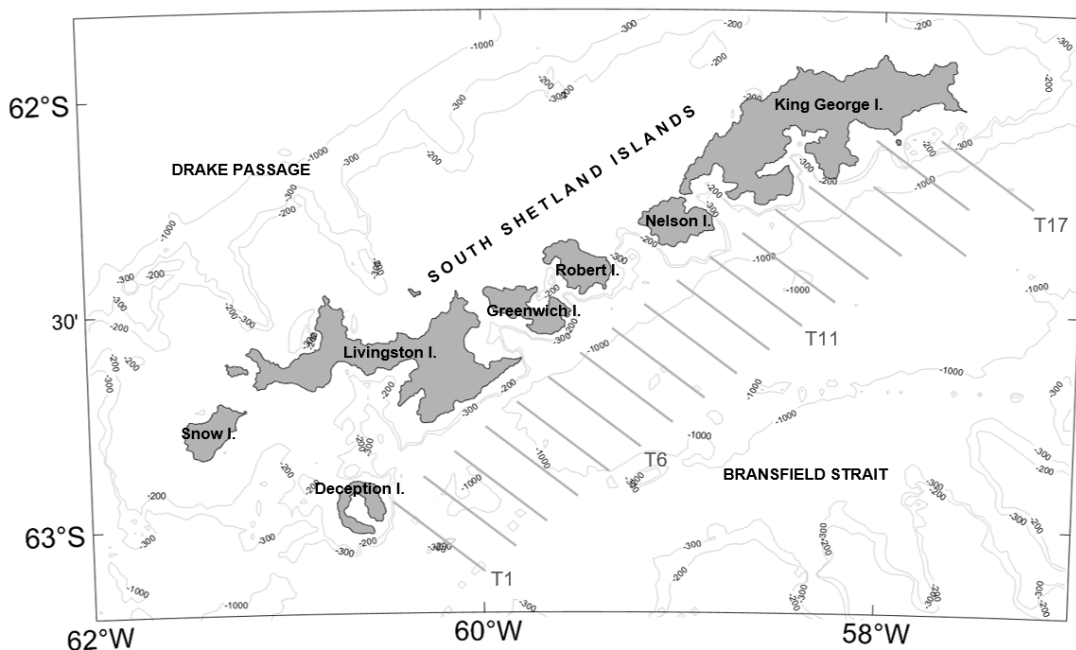 62°S
30'
63°S
62°W
60°W
58°W
DRAKE PASSAGE
SOUTH SHETLAND ISLANDS
King George I.
Nelson I.
Robert I.
Greenwich I.
Livingston I.
Snow I.
Deception I.
BRANSFIELD STRAIT
T17
T11
T6
T1
-1000
-300
-200